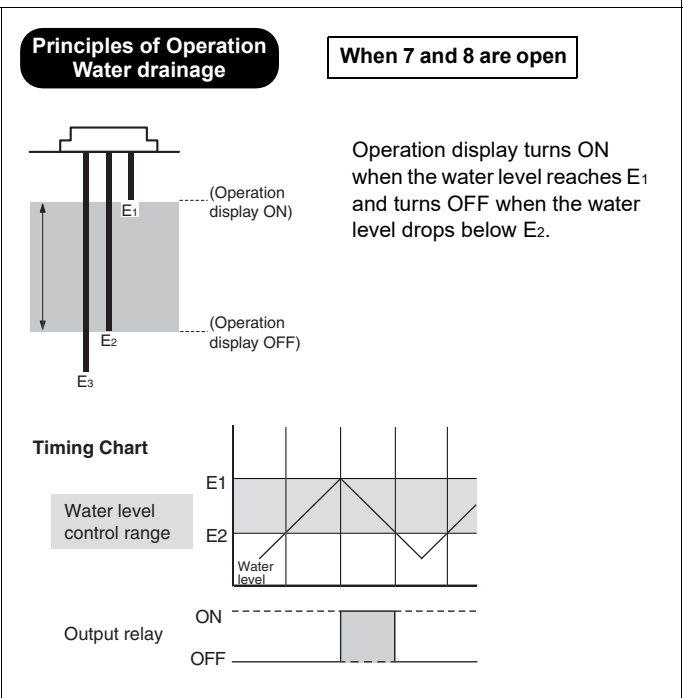 Principles of Operation
Water drainage
When 7 and 8 are open
Operation display turns ON
when the water level reaches E1
and turns OFF when the water
level drops below E2.
(Operation
display ON)
E1
(Operation
display OFF)
E2
E3
Timing Chart
E1
Water level
control range
E2
Water
level
ON
Output relay
OFF